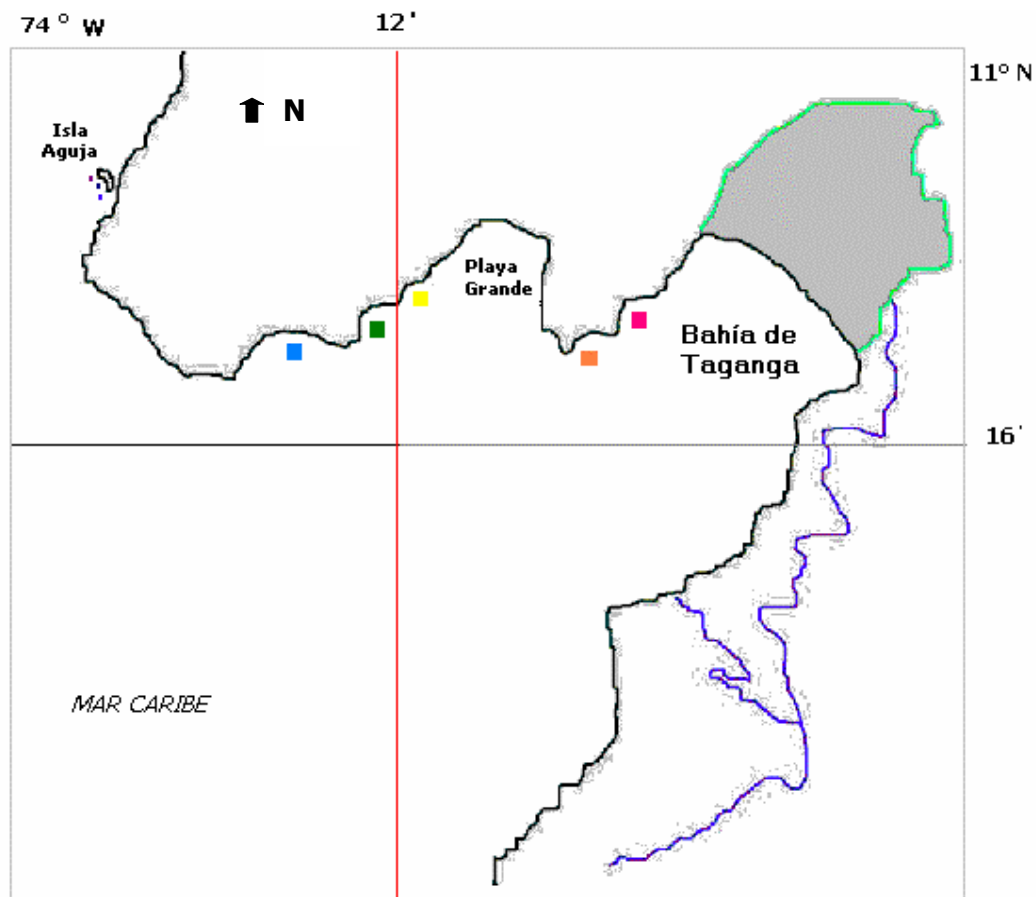 74 ° W
12'
11° N
N
Isla
Aguja
Playa
Grande
Bahía de
Taganga
16'
MAR CARIBE